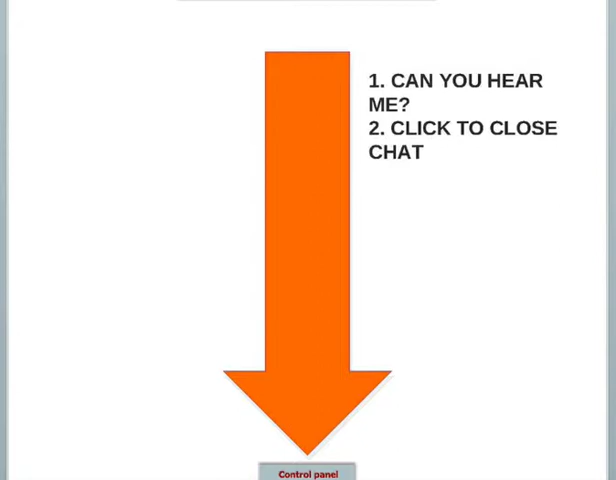 1. CAN YOU HEAR
ME?
2. CLICK TO CLOSE
CHAT
Control panel